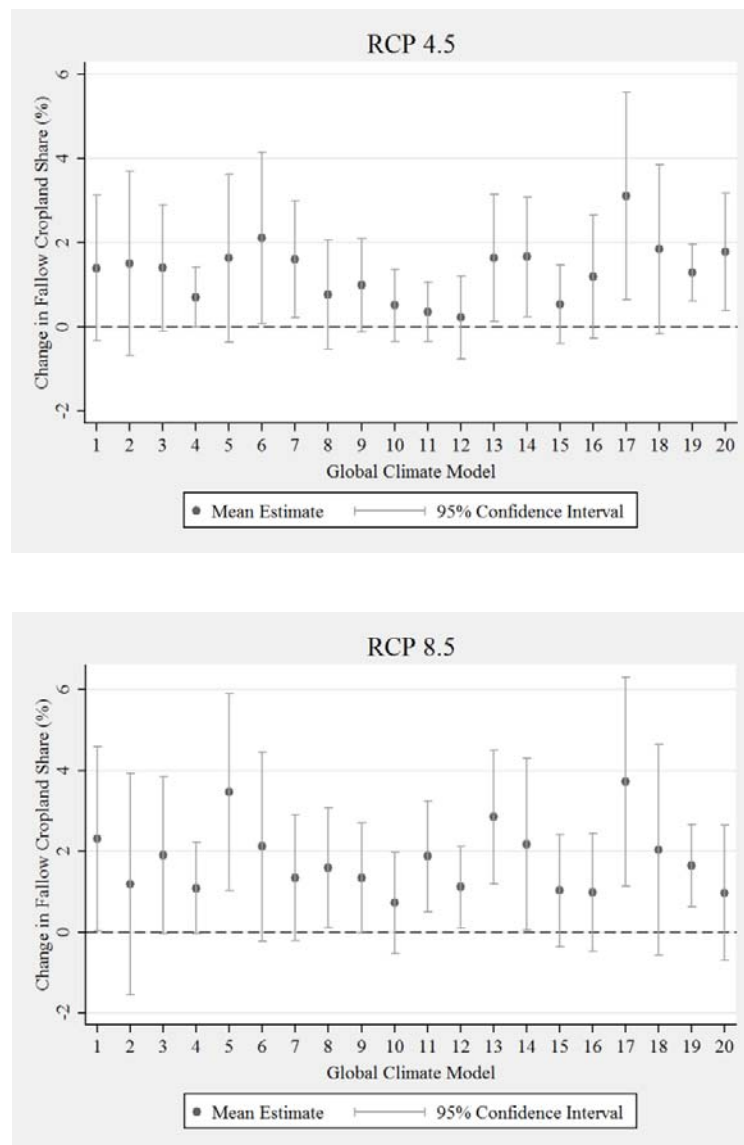 RCP 4.5
Change in Fallow Cropland Share (%)
6
4
2
0
-2
1 2 3 4 5 6 7 8 9 10 11 12 13 14 15 16 17 18 19 20
Global Climate Model
Mean Estimate 95% Confidence Interval
RCP 8.5
Change in Fallow Cropland Share (%)
6
4
2
0
-2
1 2 3 4 5 6 7 8 9 10 11 12 13 14 15 16 17 18 19 20
Global Climate Model
Mean Estimate 95% Confidence Interval